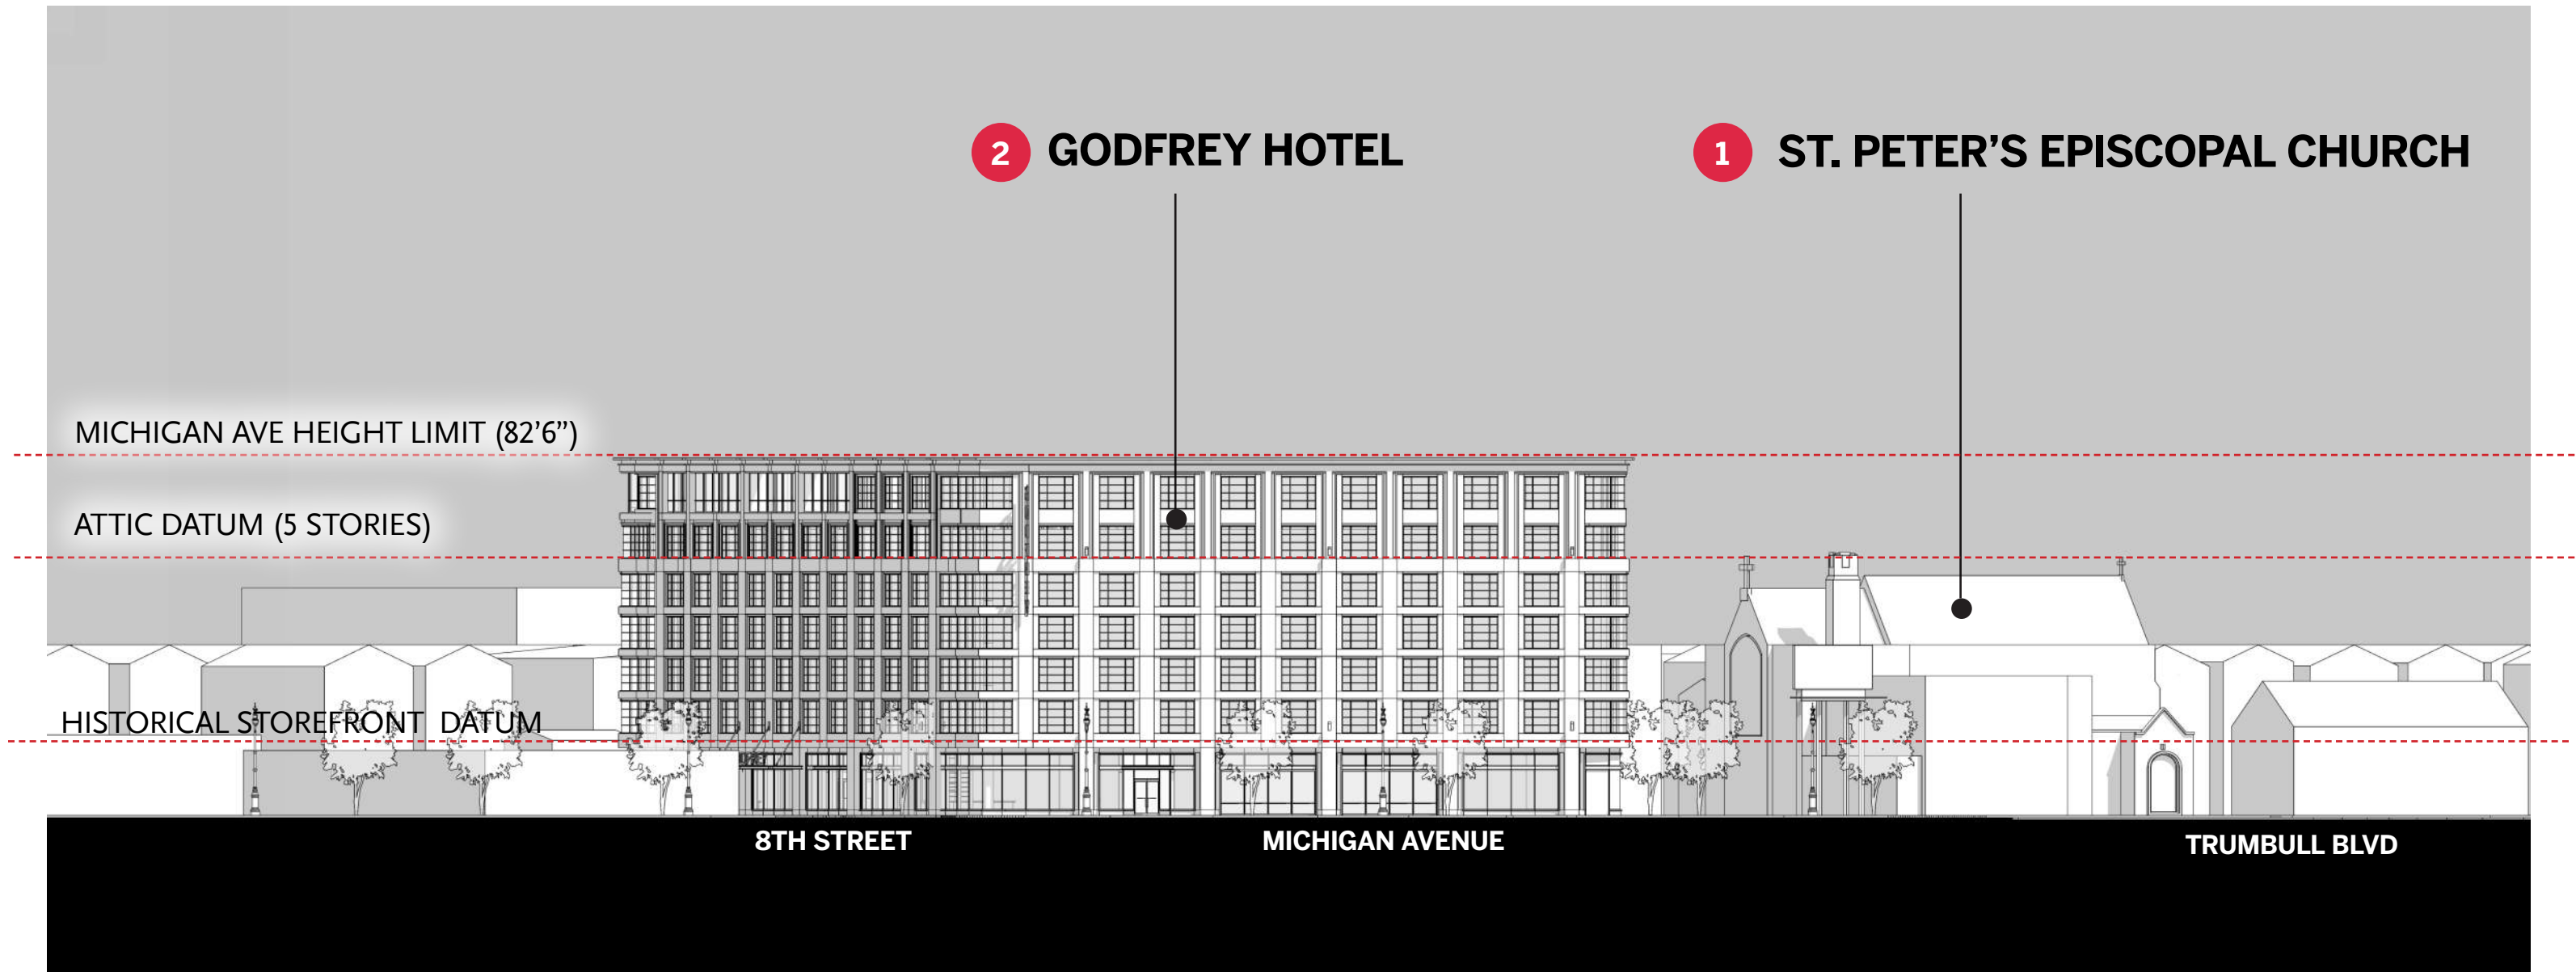 2 GODFREY HOTEL
1 ST. PETER’S EPISCOPAL CHURCH
MICHIGAN AVE HEIGHT LIMIT (82’6”)
ATTIC DATUM (5 STORIES)
HISTORICAL STOREFRONT DATUM
8TH STREET
MICHIGAN AVENUE
TRUMBULL BLVD